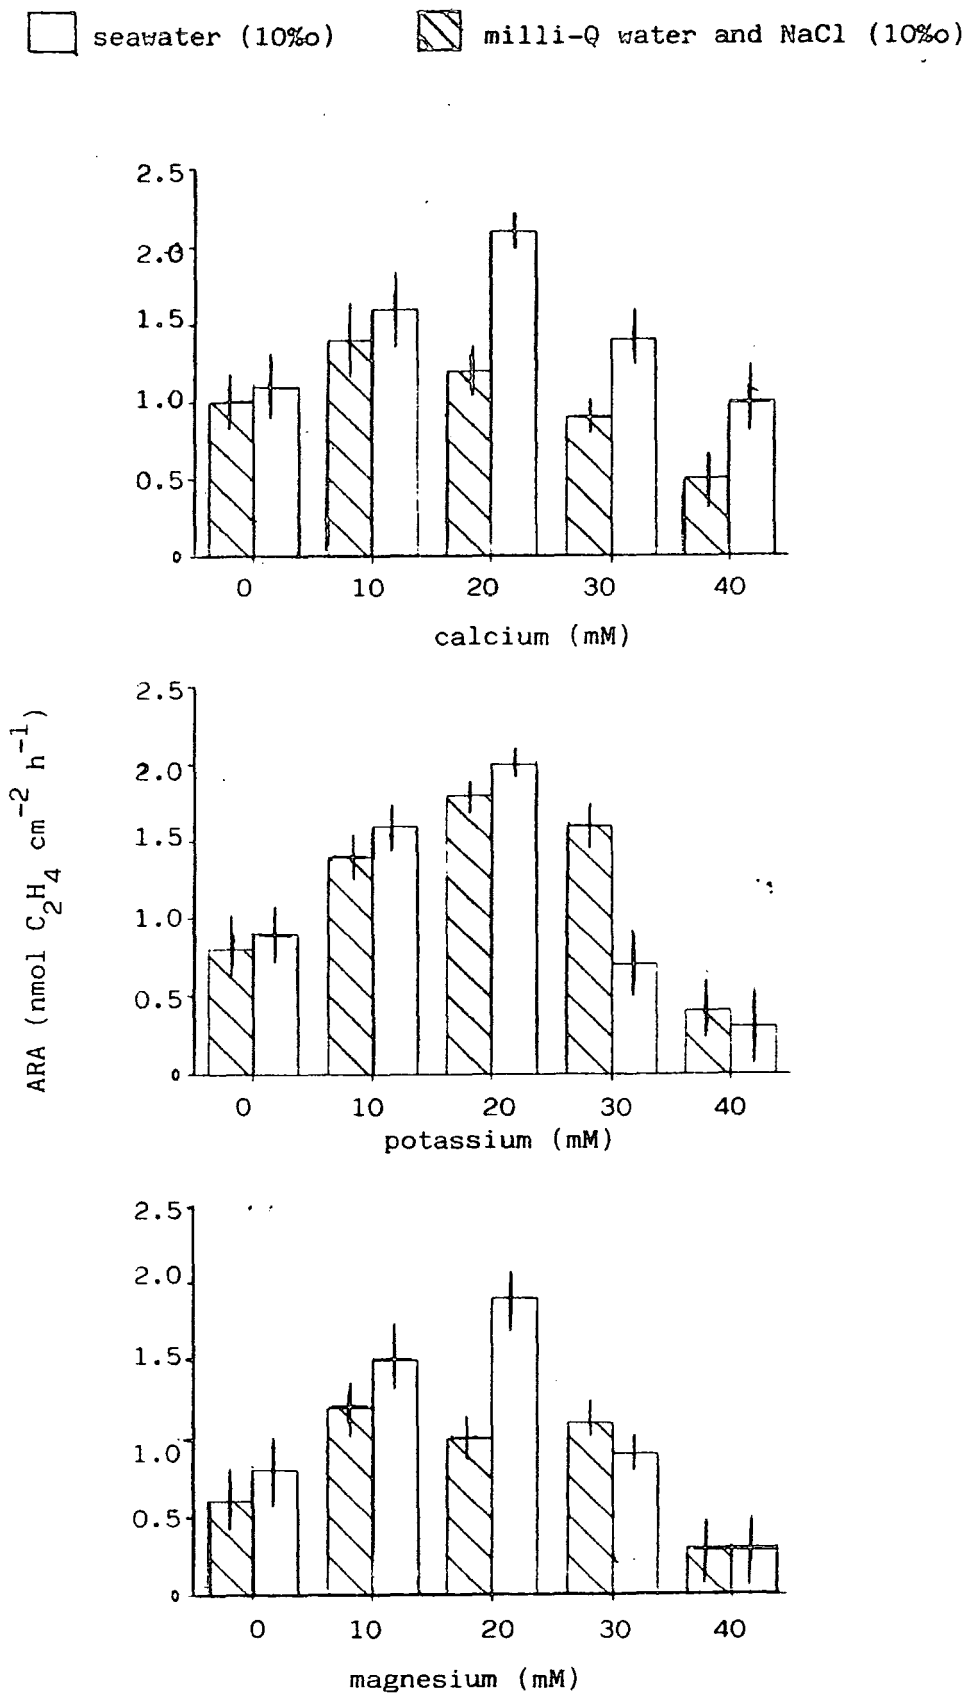 seawater (10‰) milli-Q water and NaCl (10‰)
2.5
2.0
1.5
1.0
0.5
0
0 10 20 30 40
calcium (mM)
ARA (nmol C₂H₄ cm⁻² h⁻¹)
2.5
2.0
1.5
1.0
0.5
0
0 10 20 30 40
potassium (mM)
2.5
2.0
1.5
1.0
0.5
0
0 10 20 30 40
magnesium (mM)